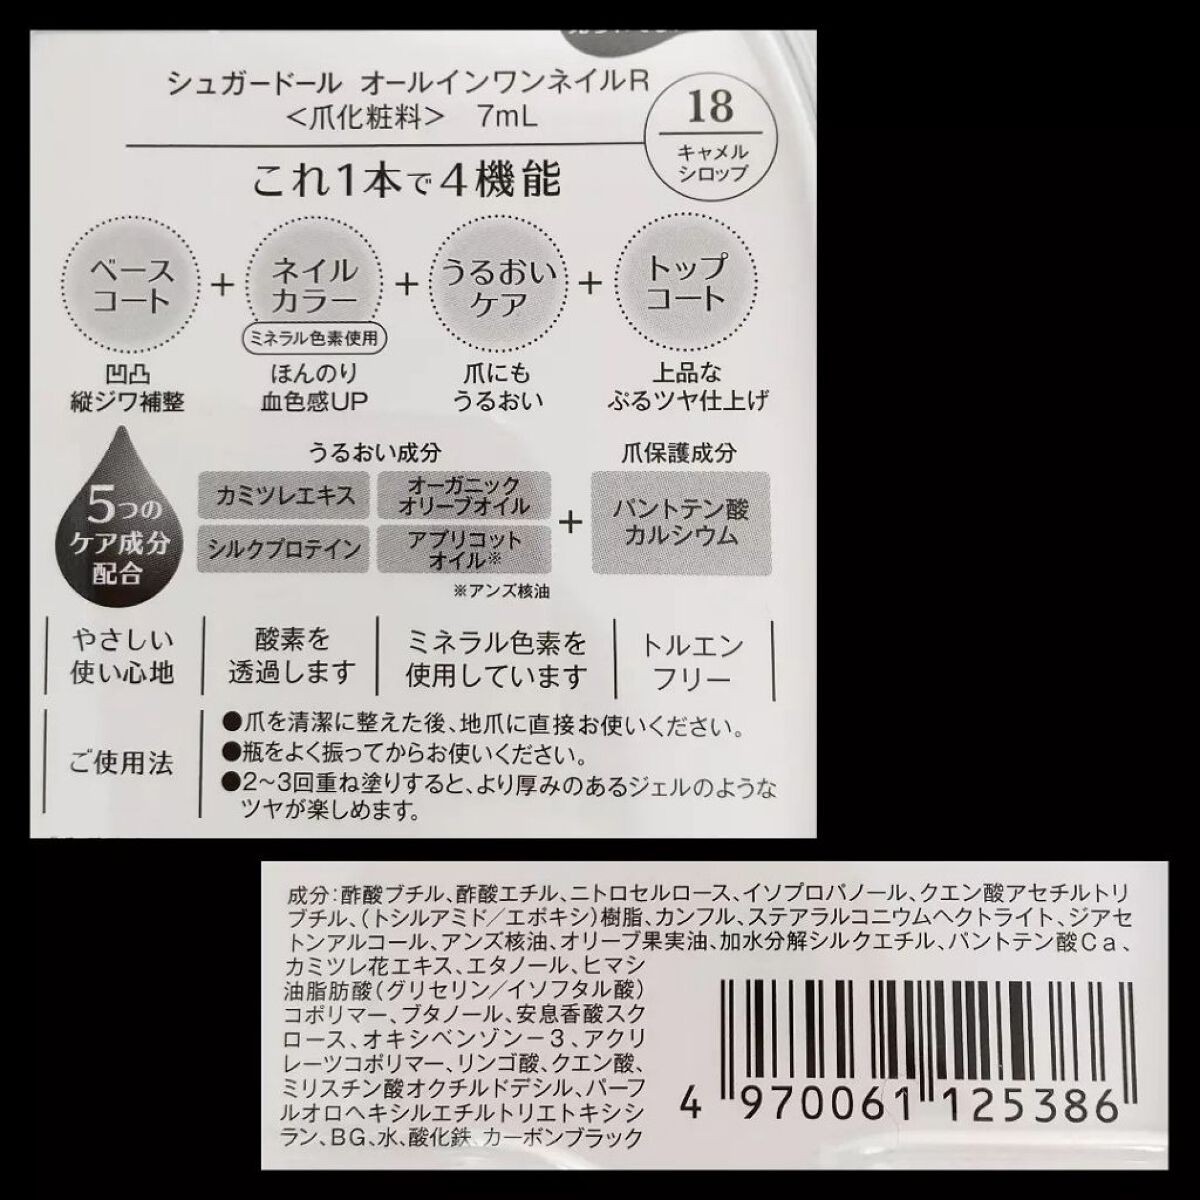 シュガードール オールインワンネイルR
＜爪化粧料＞ 7mL
18
キャメル
シロップ
これ1本で4機能
ベース
コート
+
ネイル
カラー
ミネラル色素使用
+
うるおい
ケア
+
トップ
コート
凹凸
縦ジワ補整
ほんのり
血色感UP
爪にも
うるおい
上品な
ぷるツヤ仕上げ
5つの
ケア成分
配合
うるおい成分
カミツレエキス
オーガニック
オリーブオイル
シルクプロテイン
アプリコット
オイル※
※アンズ核油
+
爪保護成分
パントテン酸
カルシウム
やさしい
使い心地
酸素を
透過します
ミネラル色素を
使用しています
トルエン
フリー
ご使用法
●爪を清潔に整えた後、地爪に直接お使いください。
●瓶をよく振ってからお使いください。
●2〜3回重ね塗りすると、より厚みのあるジェルのような
ツヤが楽しめます。
成分：酢酸ブチル、酢酸エチル、ニトロセルロース、イソプロパノール、クエン酸アセチルトリ
ブチル、（トシルアミド／エポキシ）樹脂、カンフル、ステアラルコニウムヘクトライト、ジアセ
トンアルコール、アンズ核油、オリーブ果実油、加水分解シルクエチル、パントテン酸Ca、
カミツレ花エキス、エタノール、ヒマシ
油脂肪酸（グリセリン／イソフタル酸）
コポリマー、ブタノール、安息香酸スク
ロース、オキシベンゾン－3、アクリ
レーツコポリマー、リンゴ酸、クエン酸、
ミリスチン酸オクチルドデシル、パーフ
ルオロヘキシルエチルトリエトキシシ
ラン、BG、水、酸化鉄、カーボンブラック
4 970061 125386